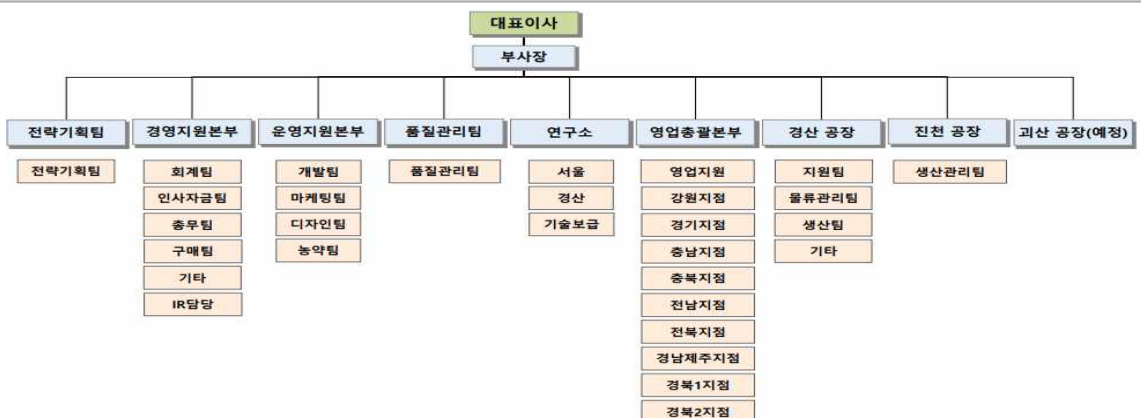 대표이사
부사장
전략기획팀 경영지원본부 운영지원본부 품질관리팀 연구소 영업총괄본부 경산 공장 진천 공장 괴산 공장(예정)
전략기획팀 회계팀 개발팀 품질관리팀 서울 영업지원 지원팀 생산관리팀
인사자금팀 마케팅팀 경산 강원지점 물류관리팀
총무팀 디자인팀 기술보급 경기지점 생산팀
구매팀 농약팀 충남지점 기타
기타 충북지점
IR담당 전남지점
전북지점
경남제주지점
경북1지점
경북2지점